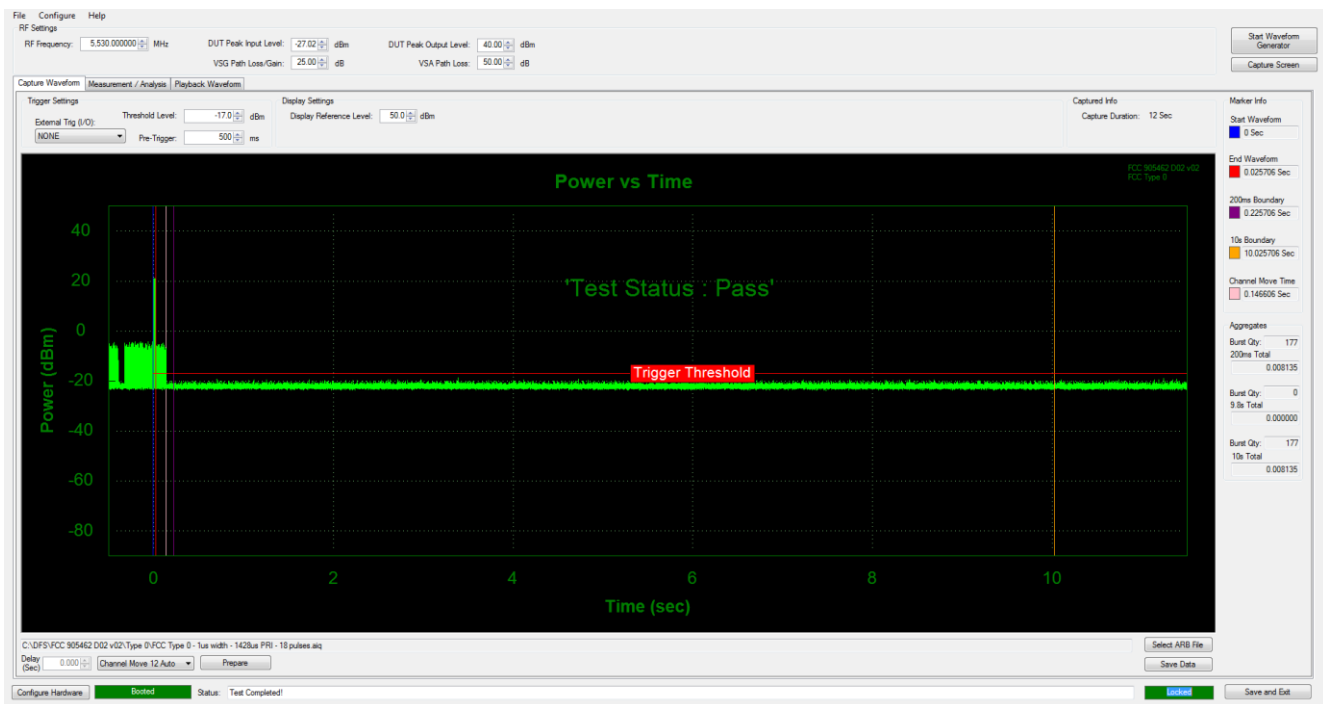 File Configure Help
RF Settings
RF Frequency: 5,530.000000 MHz DUT Peak Input Level: -27.02 dBm DUT Peak Output Level: 40.00 dBm
VSG Path Loss/Gain: 25.00 dB VSA Path Loss: 50.00 dB
Start Waveform
Generator
Capture Screen
Capture Waveform Measurement / Analysis Playback Waveform
Trigger Settings
External Trig (I/O):
NONE
Threshold Level: -17.0 dBm
Pre-Trigger: 500 ms
Display Settings
Display Reference Level: 50.0 dBm
Captured Info
Capture Duration: 12 Sec
Marker Info
Start Waveform
0 Sec
End Waveform
0.025706 Sec
200ms Boundary
0.225706 Sec
10s Boundary
10.025706 Sec
Channel Move Time
0.146606 Sec
Aggregates
Burst Qty: 177
200ms Total
0.008135
Burst Qty: 0
9.8s Total
0.000000
Burst Qty: 177
10s Total
0.008135
Power vs Time
FCC 905462 D02 v02
FCC Type 0
'Test Status : Pass'
Trigger Threshold
Power (dBm)
40
20
0
-20
-40
-60
-80
0 2 4 6 8 10
Time (sec)
C:\DFS\FCC 905462 D02 v02\Type 0\FCC Type 0 - 1us width - 1428us PRI - 18 pulses.aiq
Select ARB File
Delay
(Sec) 0.000 Channel Move 12 Auto Prepare
Save Data
Configure Hardware Booted Status: Test Completed! Locked Save and Exit